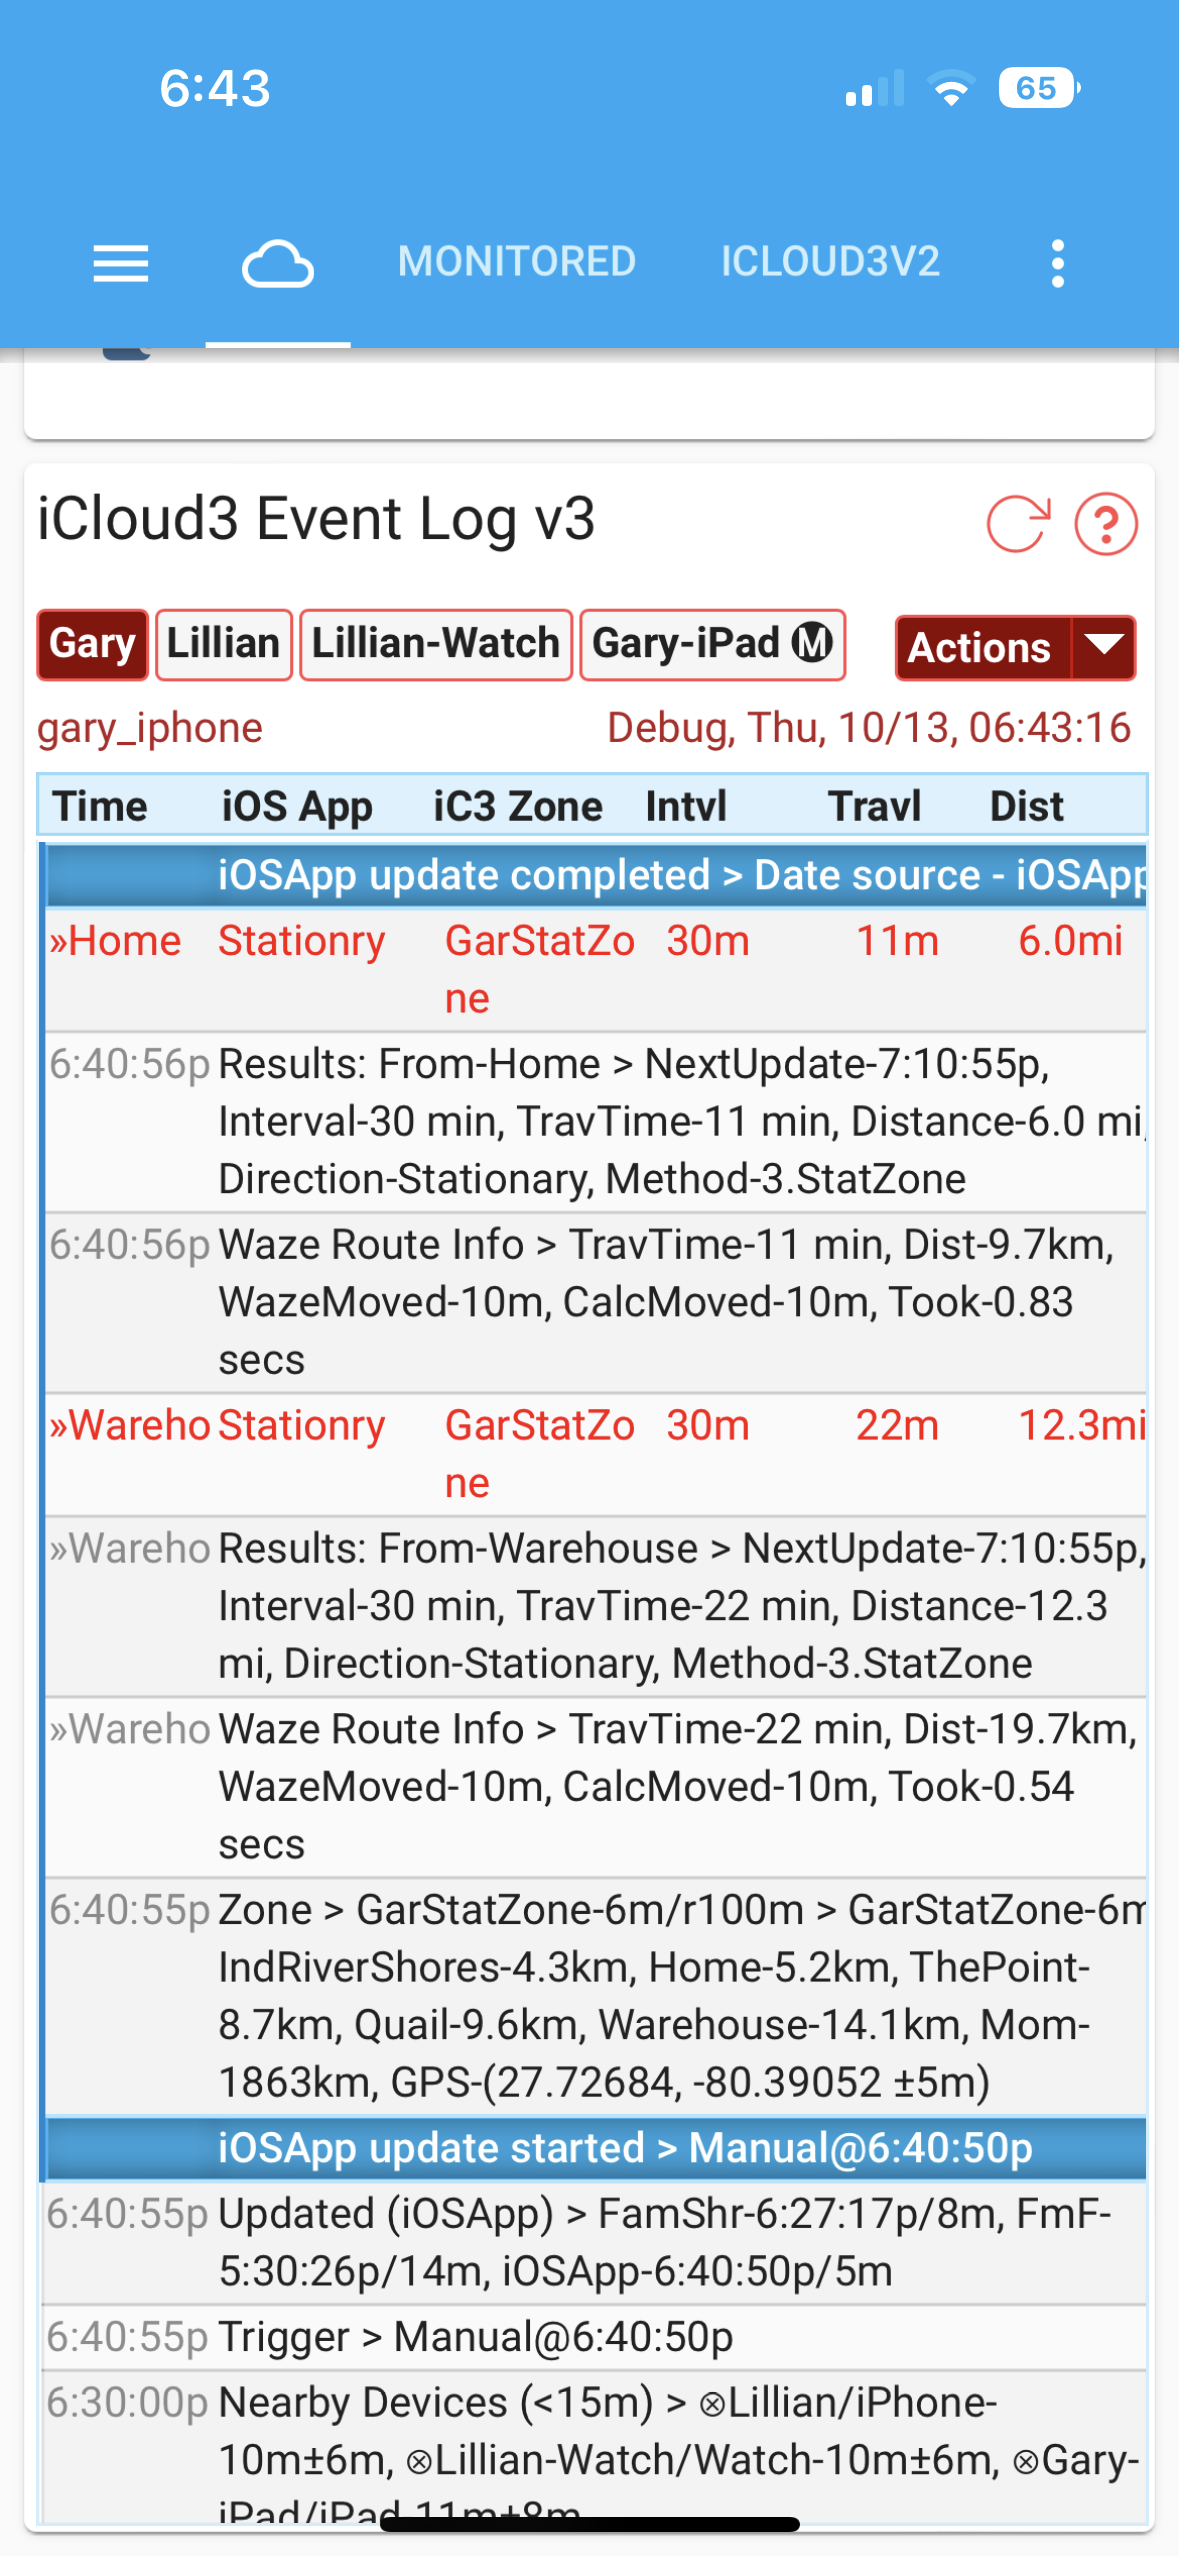 6:43
65
MONITORED ICLOUD3V2
iCloud3 Event Log v3
Gary Lillian Lillian-Watch Gary-iPad Ⓜ Actions
gary_iphone Debug, Thu, 10/13, 06:43:16
Time iOS App iC3 Zone Intvl Travl Dist
iOSApp update completed > Date source - iOSApp
»Home Stationry GarStatZo 30m 11m 6.0mi
ne
6:40:56p Results: From-Home > NextUpdate-7:10:55p,
Interval-30 min, TravTime-11 min, Distance-6.0 mi,
Direction-Stationary, Method-3.StatZone
6:40:56p Waze Route Info > TravTime-11 min, Dist-9.7km,
WazeMoved-10m, CalcMoved-10m, Took-0.83
secs
»Wareho Stationry GarStatZo 30m 22m 12.3mi
ne
»Wareho Results: From-Warehouse > NextUpdate-7:10:55p,
Interval-30 min, TravTime-22 min, Distance-12.3
mi, Direction-Stationary, Method-3.StatZone
»Wareho Waze Route Info > TravTime-22 min, Dist-19.7km,
WazeMoved-10m, CalcMoved-10m, Took-0.54
secs
6:40:55p Zone > GarStatZone-6m/r100m > GarStatZone-6m
IndRiverShores-4.3km, Home-5.2km, ThePoint-
8.7km, Quail-9.6km, Warehouse-14.1km, Mom-
1863km, GPS-(27.72684, -80.39052 ±5m)
iOSApp update started > Manual@6:40:50p
6:40:55p Updated (iOSApp) > FamShr-6:27:17p/8m, FmF-
5:30:26p/14m, iOSApp-6:40:50p/5m
6:40:55p Trigger > Manual@6:40:50p
6:30:00p Nearby Devices (<15m) > ⊗Lillian/iPhone-
10m±6m, ⊗Lillian-Watch/Watch-10m±6m, ⊗Gary-
iPad/iPad-11m±8m